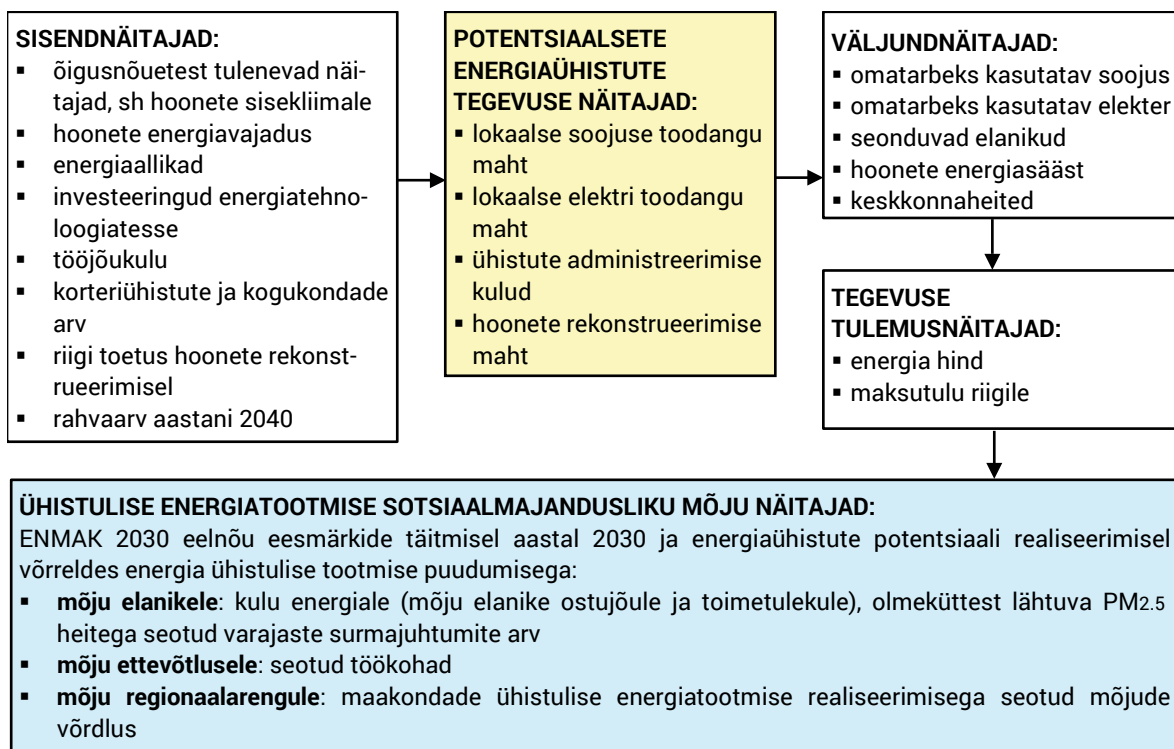 SISENDNÄITAJAD:
▪ õigusnõuetest tulenevad näi-
tajad, sh hoonete sisekliimale
▪ hoonete energiavajadus
▪ energiaallikad
▪ investeeringud energiatehno-
loogiatesse
▪ tööjõukulu
▪ korteriühistute ja kogukondade
arv
▪ riigi toetus hoonete rekonst-
rueerimisel
▪ rahvaarv aastani 2040
POTENTSIAALSETE
ENERGIAÜHISTUTE
TEGEVUSE NÄITAJAD:
▪ lokaalse soojuse toodangu
maht
▪ lokaalse elektri toodangu
maht
▪ ühistute administreerimise
kulud
▪ hoonete rekonstrueerimise
maht
VÄLJUNDNÄITAJAD:
▪ omatarbeks kasutatav soojus
▪ omatarbeks kasutatav elekter
▪ seonduvad elanikud
▪ hoonete energiasääst
▪ keskkonnaheited
TEGEVUSE
TULEMUSNÄITAJAD:
▪ energia hind
▪ maksutulu riigile
ÜHISTULISE ENERGIATOOTMISE SOTSIAALMAJANDUSLIKU MÕJU NÄITAJAD:
ENMAK 2030 eelnõu eesmärkide täitmisel aastal 2030 ja energiaühistute potentsiaali realiseerimisel
võrreldes energia ühistulise tootmise puudumisega:
▪ mõju elanikele: kulu energiale (mõju elanike ostujõule ja toimetulekule), olmeküttest lähtuva PM2.5
heitega seotud varajaste surmajuhtumite arv
▪ mõju ettevõtlusele: seotud töökohad
▪ mõju regionaalarengule: maakondade ühistulise energiatootmise realiseerimisega seotud mõjude
võrdlus